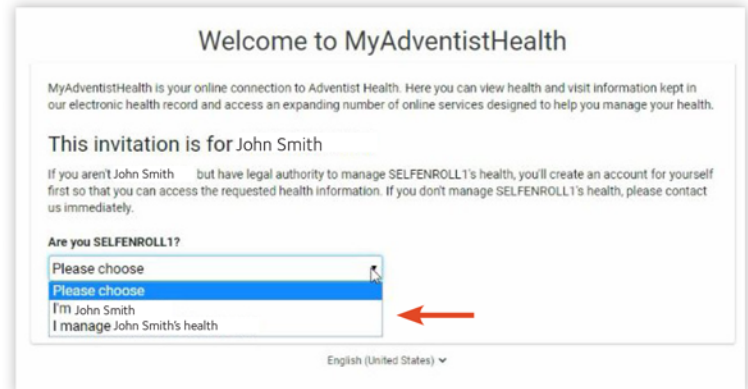 Welcome to MyAdventistHealth
MyAdventistHealth is your online connection to Adventist Health. Here you can view health and visit information kept in
our electronic health record and access an expanding number of online services designed to help you manage your health.
This invitation is for John Smith
If you aren't John Smith but have legal authority to manage SELFENROLL1's health, you'll create an account for yourself
first so that you can access the requested health information. If you don't manage SELFENROLL1's health, please contact
us immediately.
Are you SELFENROLL1?
Please choose
Please choose
I'm John Smith
I manage John Smith's health
English (United States)